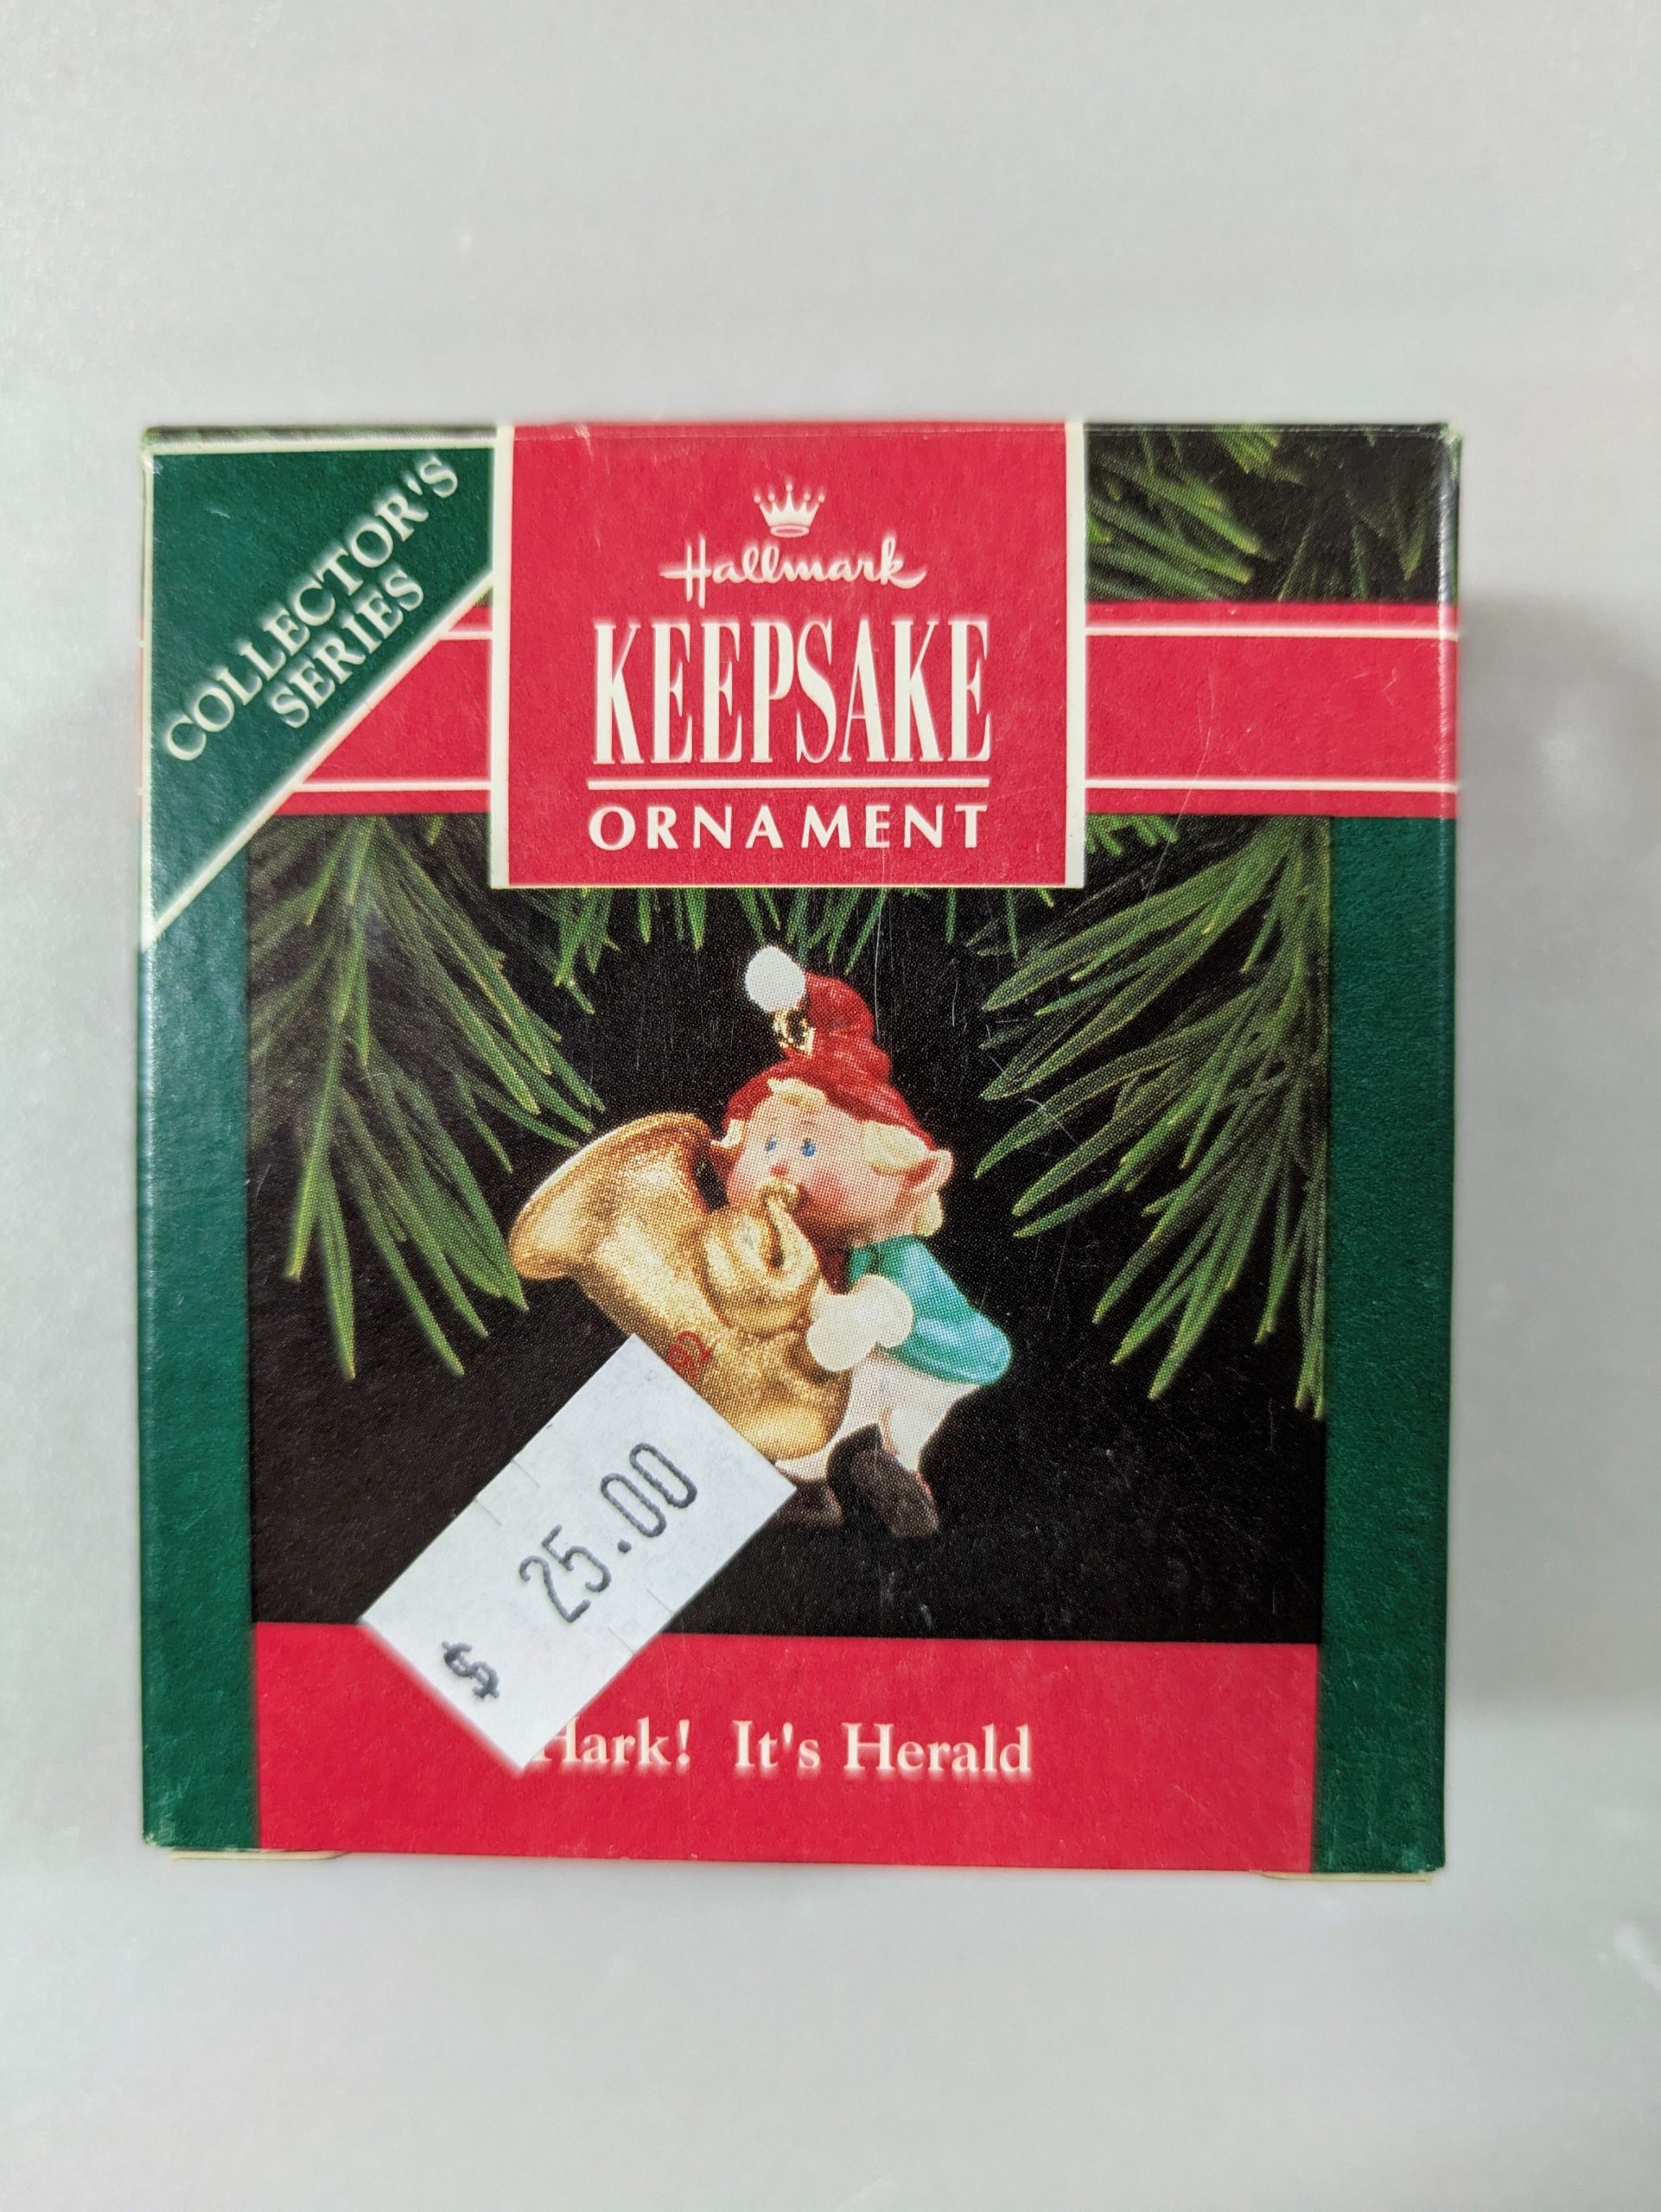 COLLECTOR'S
SERIES
Hallmark
KEEPSAKE
ORNAMENT
$ 25.00
Hark! It's Herald